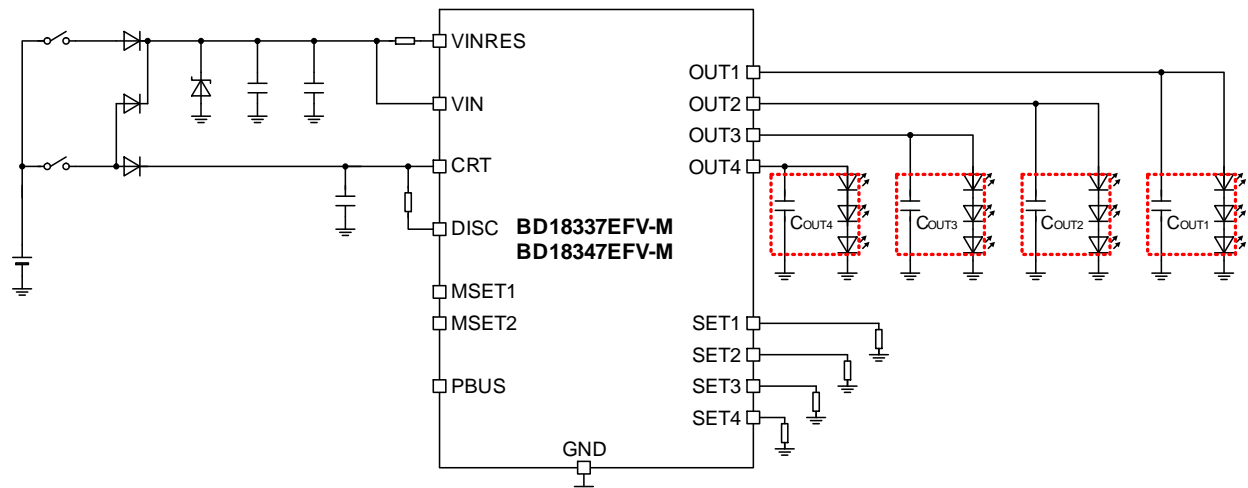 VINRES
OUT1
VIN
OUT2
OUT3
CRT
OUT4
COUT4
COUT3
COUT2
COUT1
DISC
BD18337EFV-M
BD18347EFV-M
MSET1
MSET2
SET1
SET2
PBUS
SET3
SET4
GND